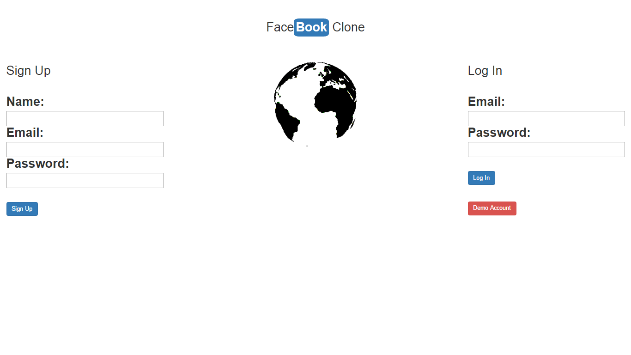 FaceBook Clone
Sign Up
Name:
Email:
Password:
Sign Up
Log In
Email:
Password:
Log In
Demo Account